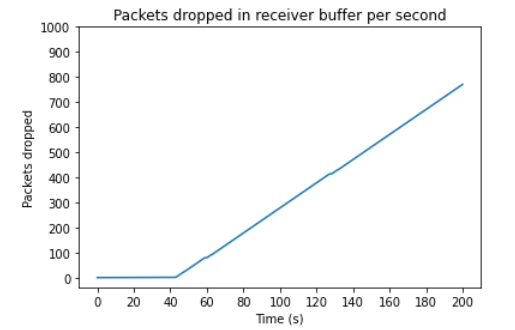 Packets dropped in receiver buffer per second
1000
900
800
700
600
500
400
300
200
100
0
Packets dropped
0 20 40 60 80 100 120 140 160 180 200
Time (s)